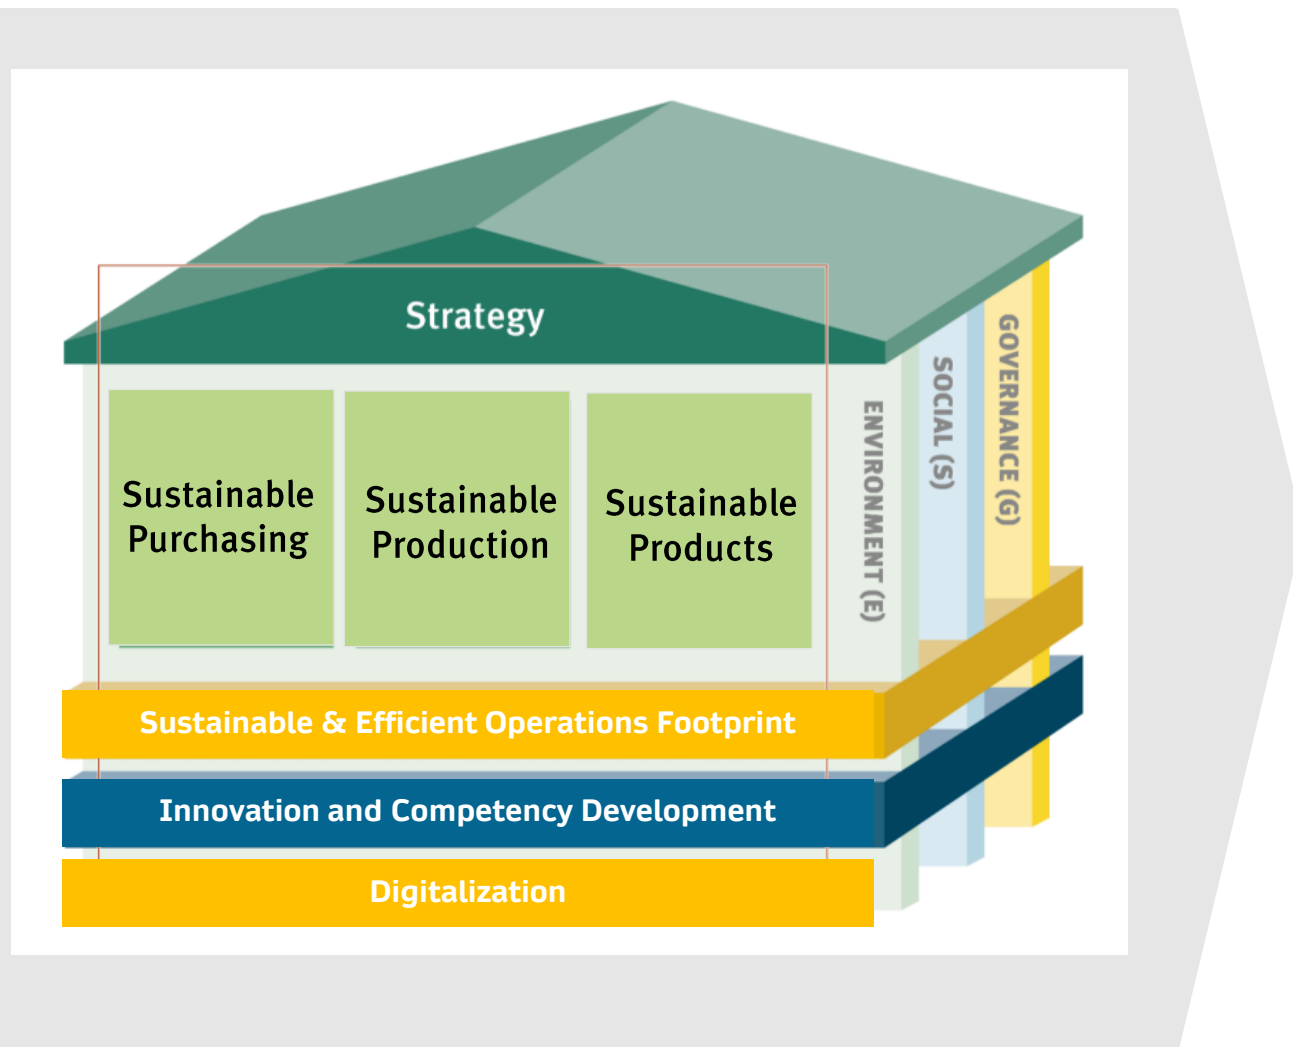 Strategy
Sustainable
Purchasing
Sustainable
Production
Sustainable
Products
ENVIRONMENT (E)
SOCIAL (S)
GOVERNANCE (G)
Sustainable & Efficient Operations Footprint
Innovation and Competency Development
Digitalization